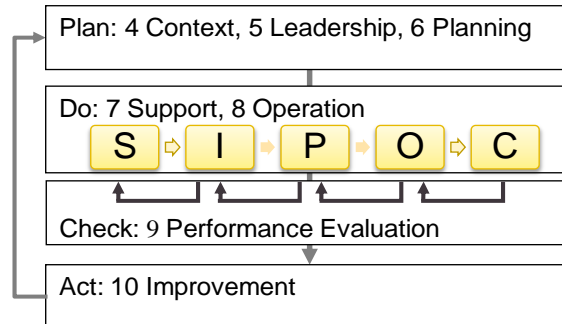 Plan: 4 Context, 5 Leadership, 6 Planning
Do: 7 Support, 8 Operation
S I P O C
Check: 9 Performance Evaluation
Act: 10 Improvement